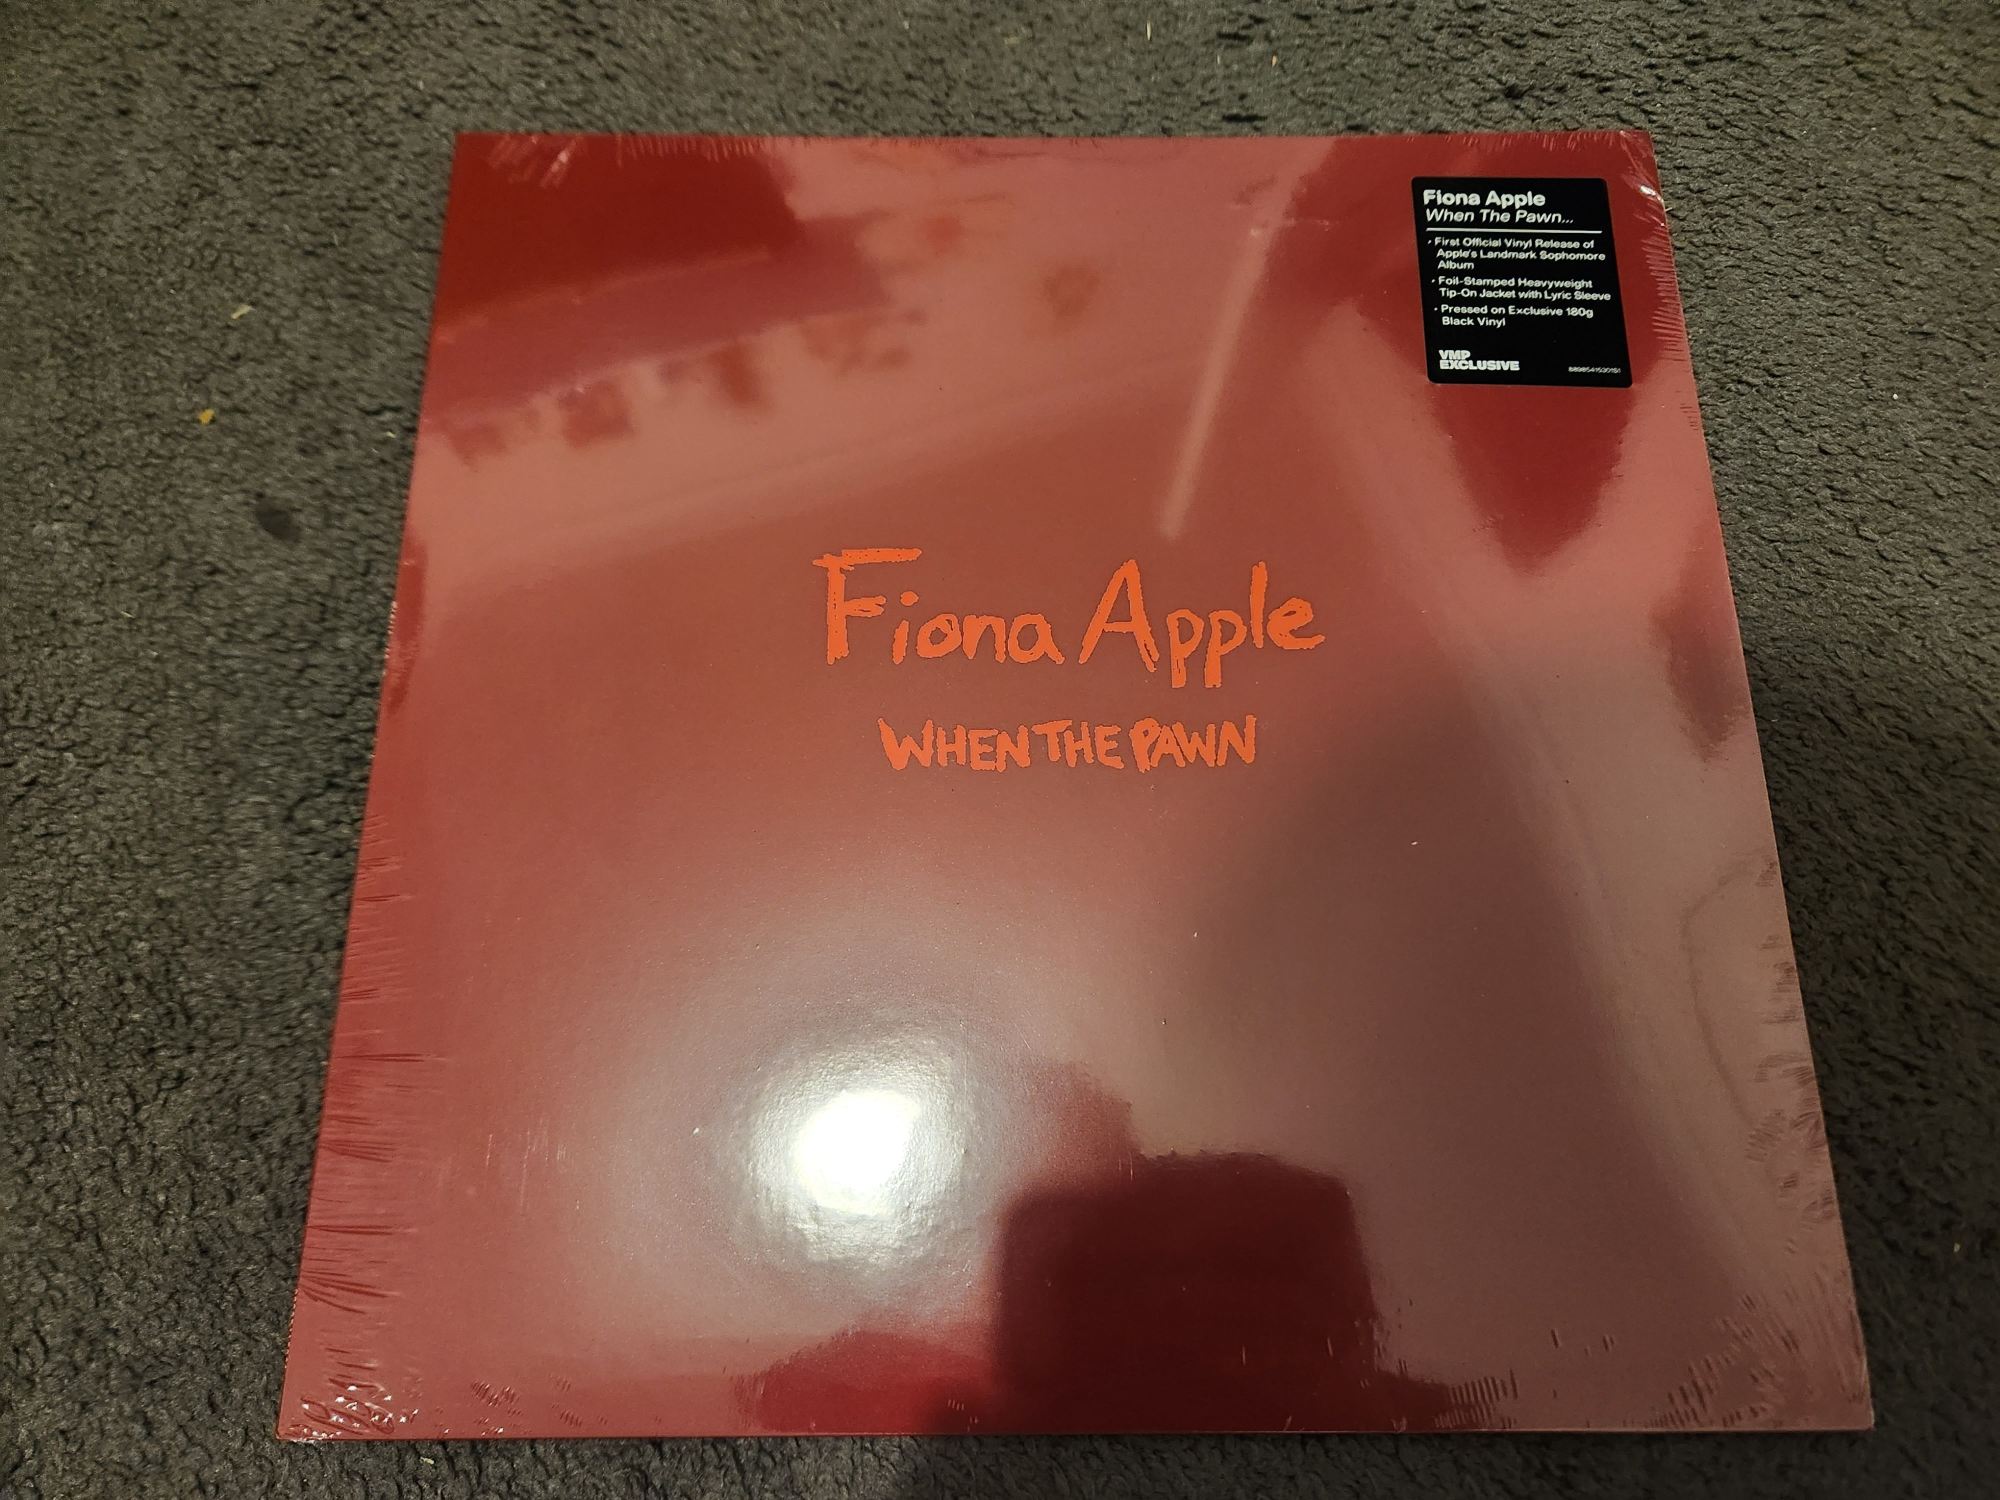 Fiona Apple
When The Pawn...
• First Official Vinyl Release of
Apple's Landmark Sophomore
Album
• Foil-Stamped Heavyweight
Tip-On Jacket with Lyric Sleeve
• Pressed on Exclusive 180g
Black Vinyl
VMP
EXCLUSIVE
Fiona Apple
WHEN THE PAWN